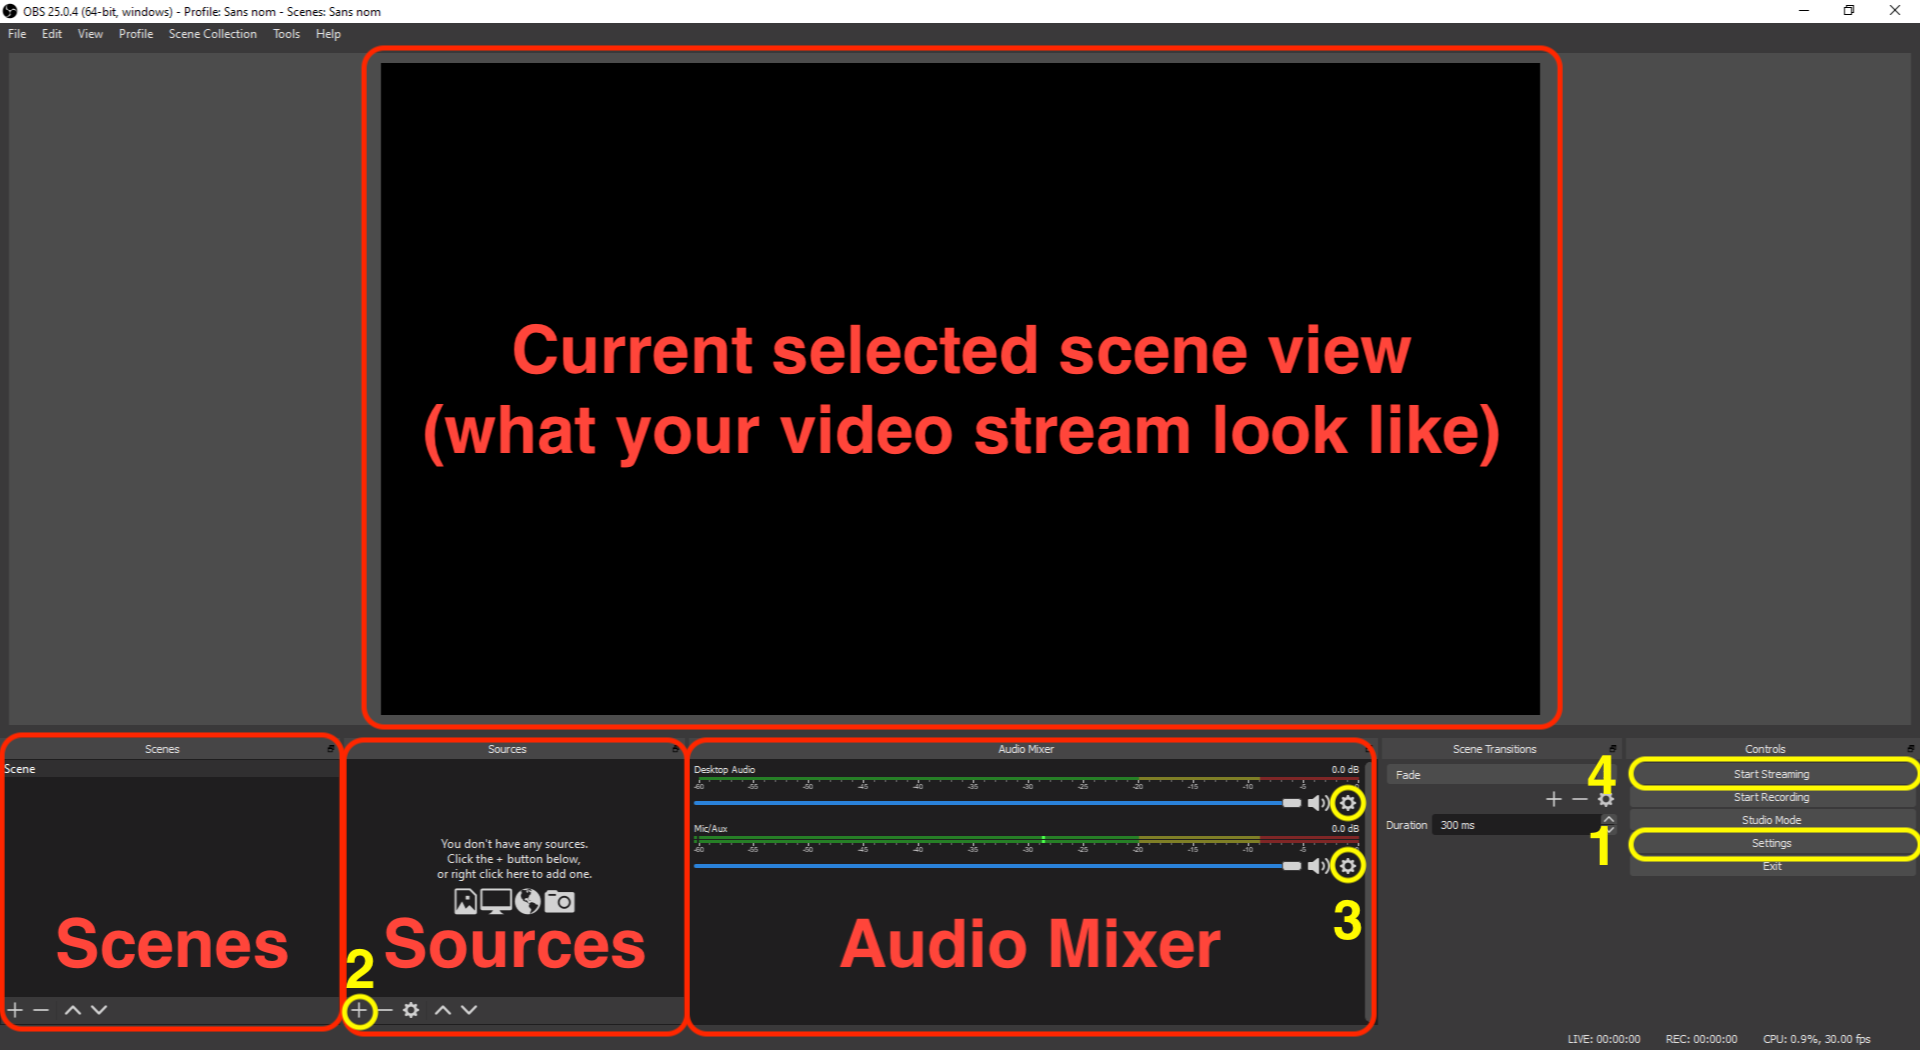 OBS 25.0.4 (64-bit, windows) - Profile: Sans nom - Scenes: Sans nom
File Edit View Profile Scene Collection Tools Help
Current selected scene view
(what your video stream look like)
Scenes
Scene
Scenes
Sources
You don't have any sources.
Click the + button below,
or right click here to add one.
Sources
2
Audio Mixer
Desktop Audio 0.0 dB
-60 -55 -50 -45 -40 -35 -30 -25 -20 -15 -10 -5
Mic/Aux 0.0 dB
-60 -55 -50 -45 -40 -35 -30 -25 -20 -15 -10 -5
3
Audio Mixer
Scene Transitions
Fade
Duration 300 ms
Controls
4 Start Streaming
Start Recording
Studio Mode
1 Settings
Exit
LIVE: 00:00:00 REC: 00:00:00 CPU: 0.9%, 30.00 fps